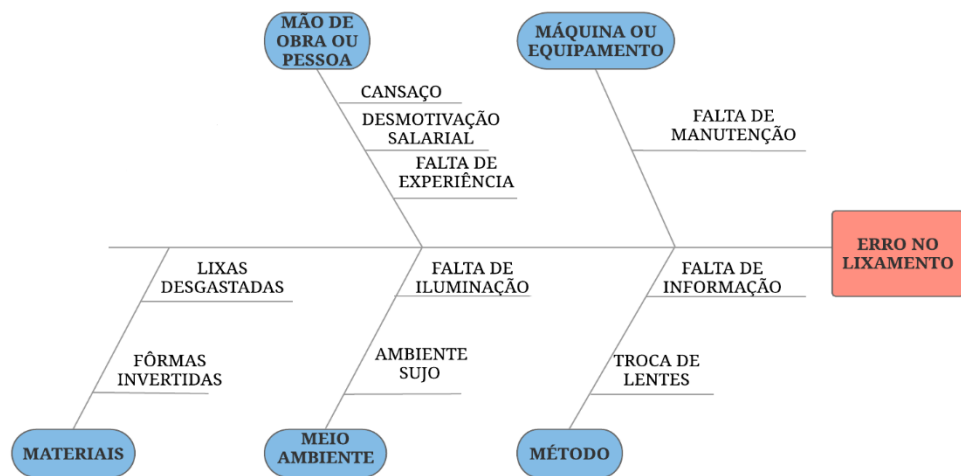 MÃO DE
OBRA OU
PESSOA
MÁQUINA OU
EQUIPAMENTO
CANSAÇO
DESMOTIVAÇÃO
SALARIAL
FALTA DE
EXPERIÊNCIA
FALTA DE
MANUTENÇÃO
ERRO NO
LIXAMENTO
LIXAS
DESGASTADAS
FALTA DE
ILUMINAÇÃO
FALTA DE
INFORMAÇÃO
FÔRMAS
INVERTIDAS
AMBIENTE
SUJO
TROCA DE
LENTES
MATERIAIS
MEIO
AMBIENTE
MÉTODO